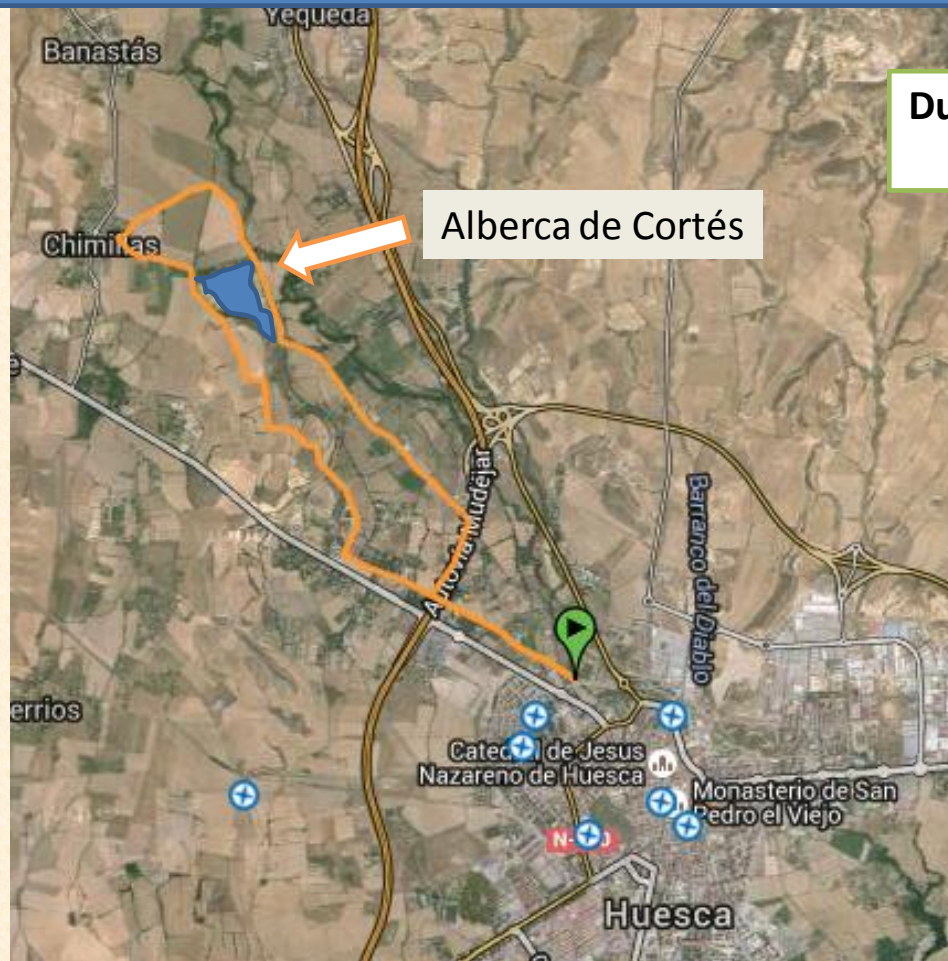 Yequeda
Banastás
Du
Alberca de Cortés
Chimillas
e
Autovía Mudéjar
Barranco del Diablo
errios
Catedral de Jesus
Nazareno de Huesca
Monasterio de San
Pedro el Viejo
Huesca